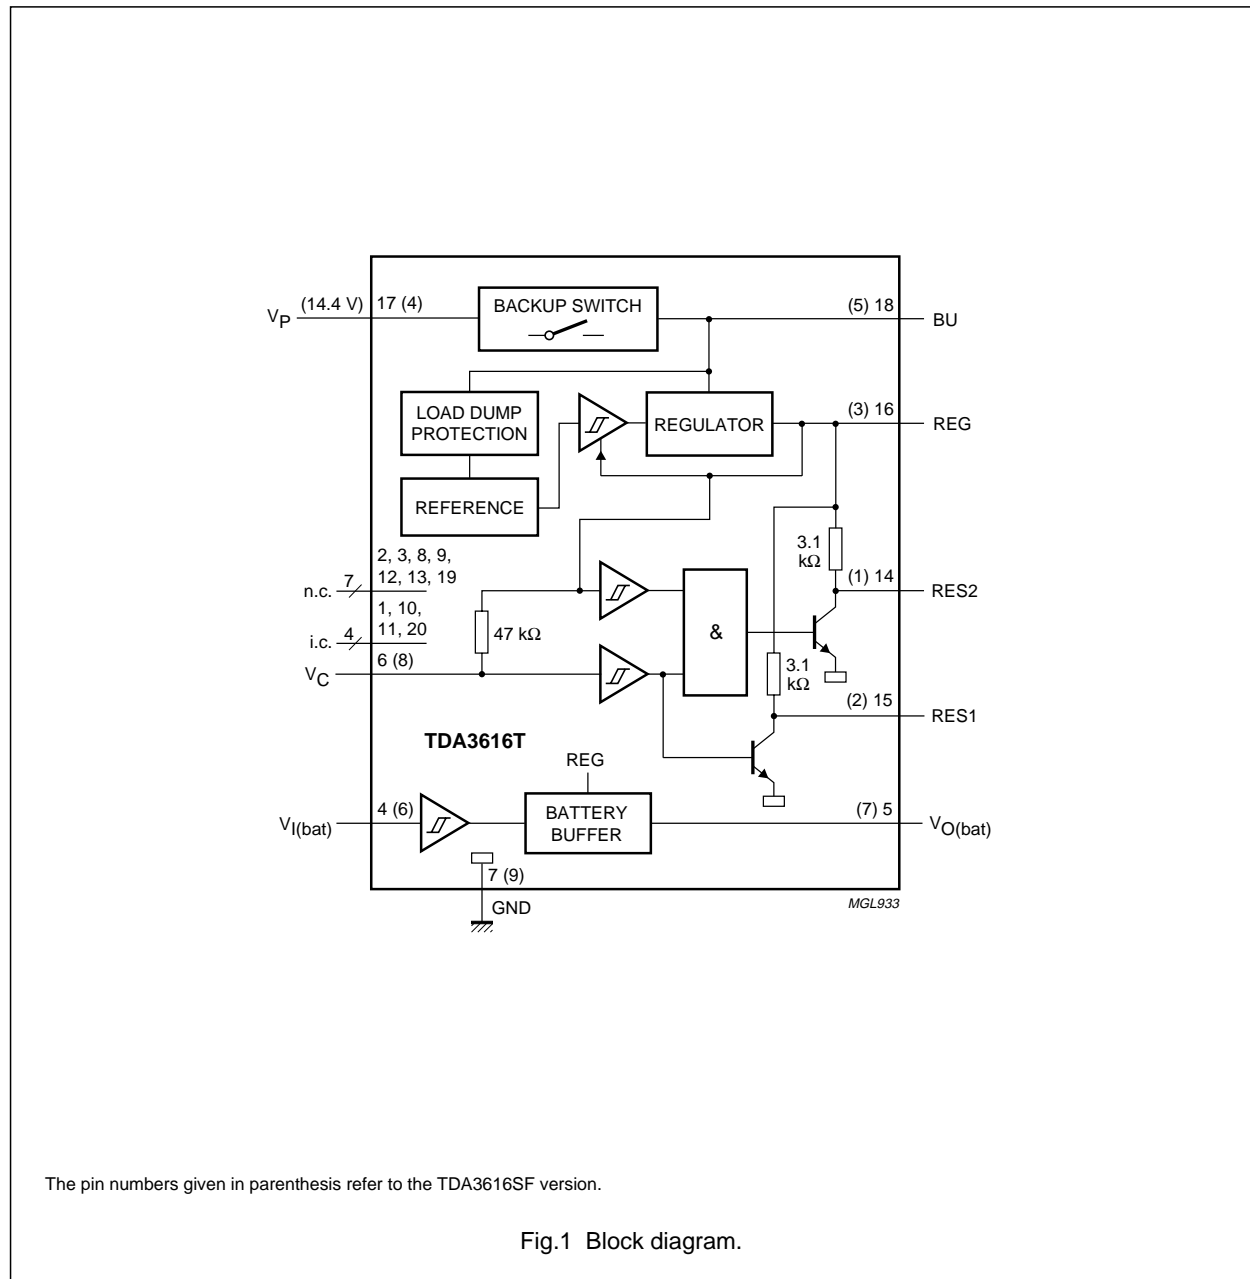 VP (14.4 V) 17 (4)
BACKUP SWITCH
(5) 18 BU
LOAD DUMP
PROTECTION
REGULATOR
(3) 16 REG
REFERENCE
3.1
kΩ
n.c. 7 2, 3, 8, 9,
12, 13, 19
(1) 14 RES2
i.c. 4 1, 10,
11, 20
47 kΩ
&
VC 6 (8)
3.1
kΩ
(2) 15 RES1
TDA3616T
REG
VI(bat) 4 (6)
BATTERY
BUFFER
(7) 5 VO(bat)
7 (9)
GND
MGL933
The pin numbers given in parenthesis refer to the TDA3616SF version.
Fig.1 Block diagram.